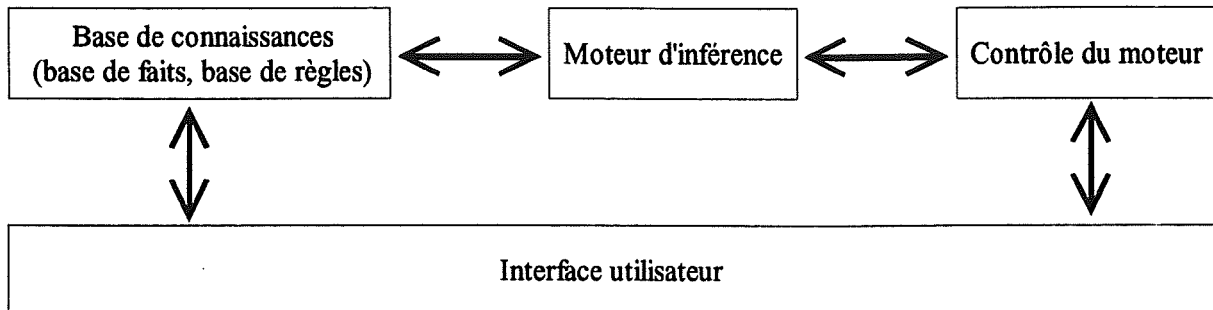 Base de connaissances
(base de faits, base de règles)
Moteur d'inférence
Contrôle du moteur
Interface utilisateur